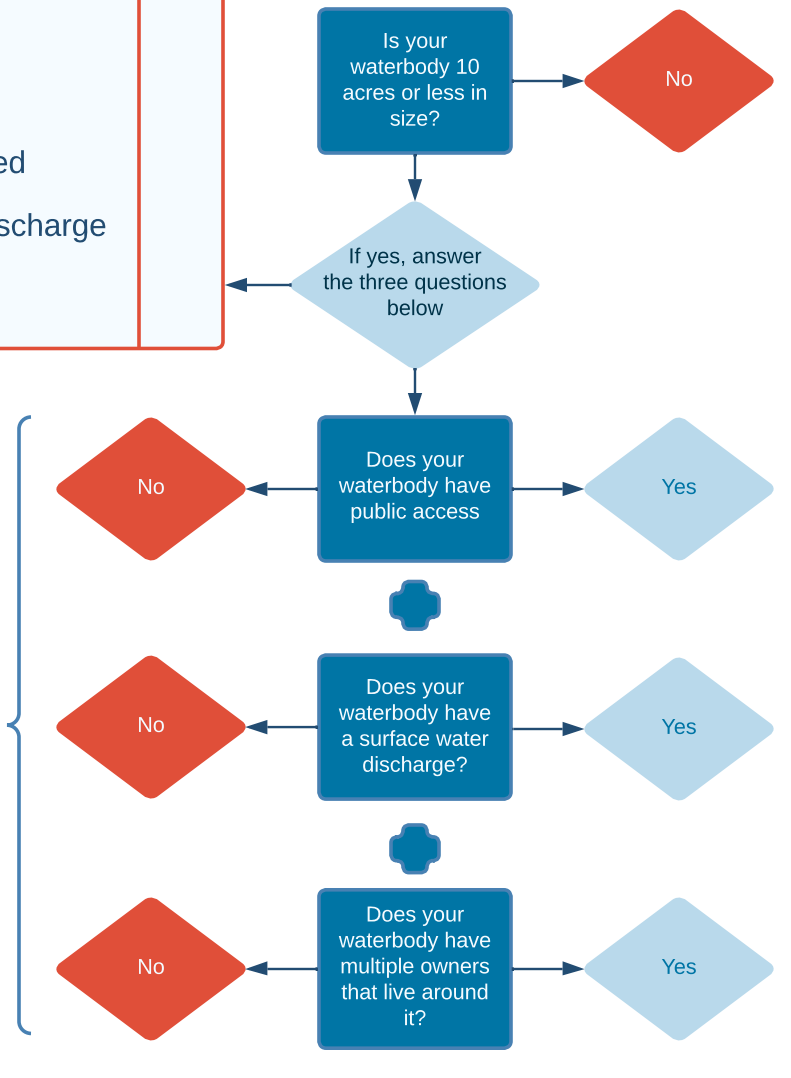 Is your
waterbody 10
acres or less in
size?
No
ed
scharge
If yes, answer
the three questions
below
No
Does your
waterbody have
public access
Yes
No
Does your
waterbody have
a surface water
discharge?
Yes
No
Does your
waterbody have
multiple owners
that live around
it?
Yes